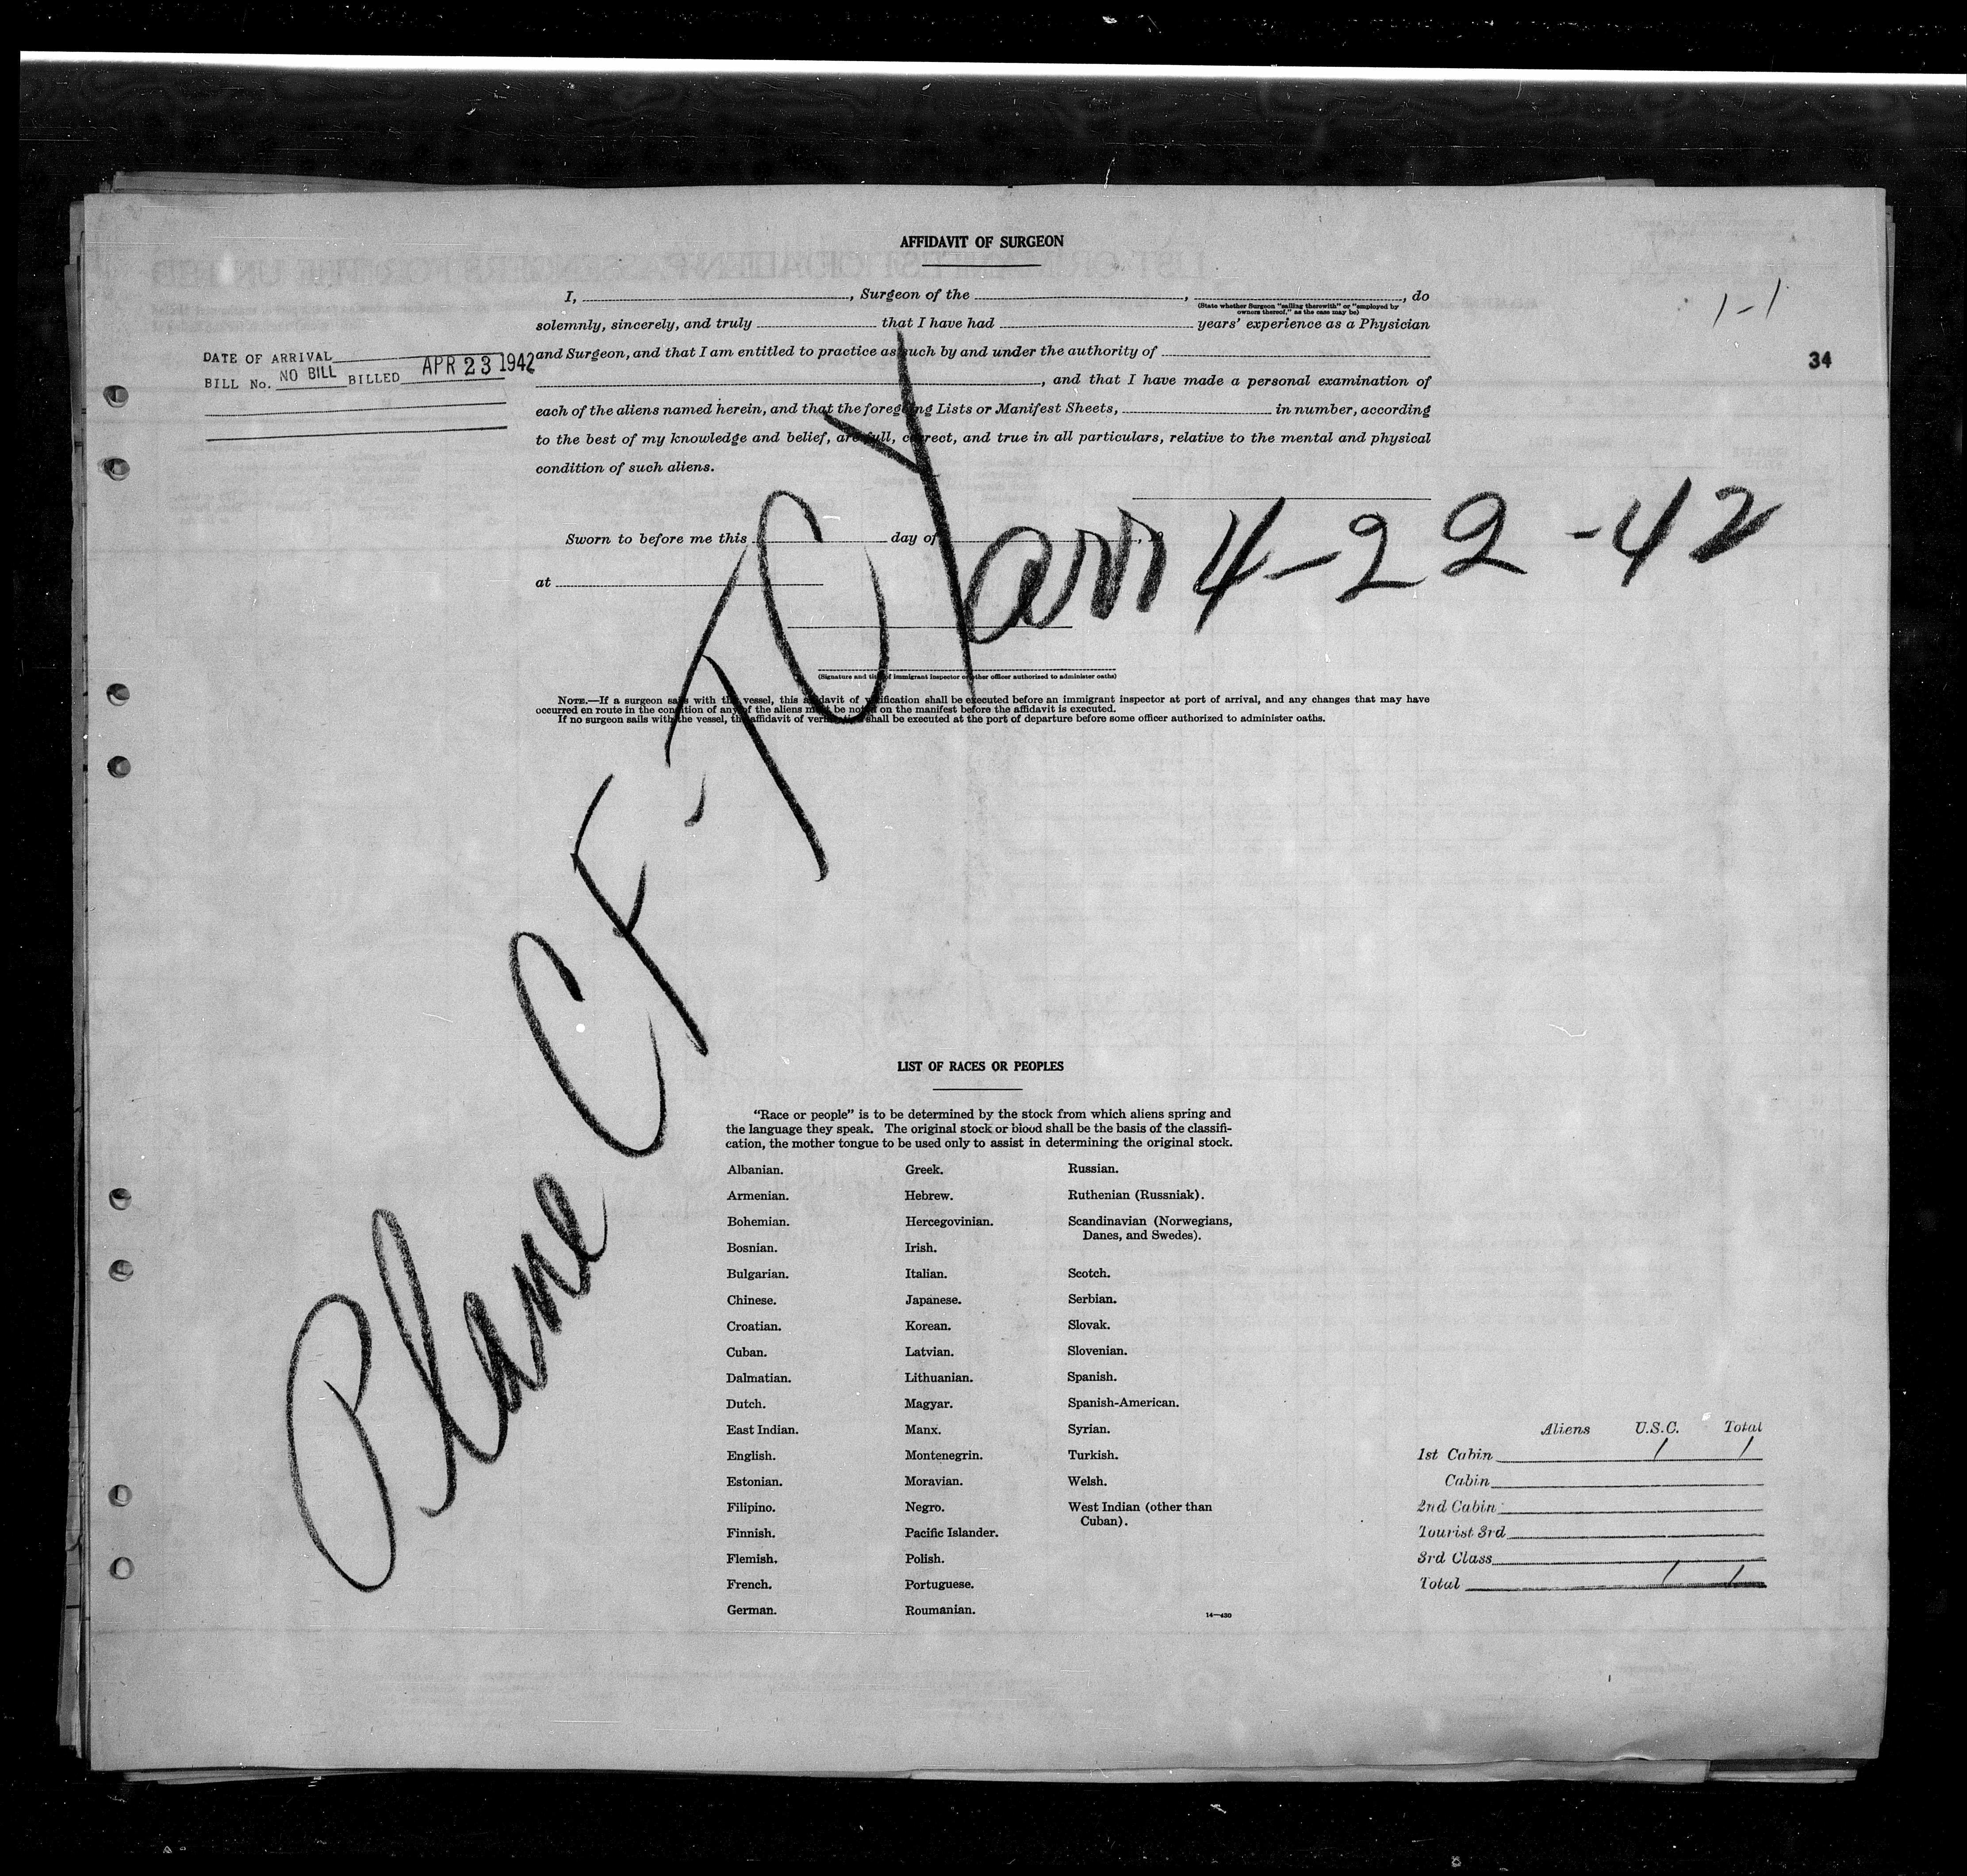 AFFIDAVIT OF SURGEON
I, , Surgeon of the , , do
(State whether Surgeon "sailing therewith" or "employed by
owners thereof," as the case may be)
solemnly, sincerely, and truly that I have had years' experience as a Physician
and Surgeon, and that I am entitled to practice as such by and under the authority of
, and that I have made a personal examination of
each of the aliens named herein, and that the foregoing Lists or Manifest Sheets, in number, according
to the best of my knowledge and belief, are full, correct, and true in all particulars, relative to the mental and physical
condition of such aliens.
1-1
34
DATE OF ARRIVAL
BILL No. NO BILL BILLED APR 23 1942
Sworn to before me this day of , 19
at
(Signature and title of immigrant inspector or other officer authorized to administer oaths)
NOTE.—If a surgeon sails with the vessel, this affidavit of verification shall be executed before an immigrant inspector at port of arrival, and any changes that may have
occurred en route in the condition of any of the aliens must be noted on the manifest before the affidavit is executed.
If no surgeon sails with the vessel, the affidavit of verification shall be executed at the port of departure before some officer authorized to administer oaths.
Plane CF-TCY
arr 4-22-42
LIST OF RACES OR PEOPLES
"Race or people" is to be determined by the stock from which aliens spring and
the language they speak. The original stock or blood shall be the basis of the classifi-
cation, the mother tongue to be used only to assist in determining the original stock.
Albanian.
Armenian.
Bohemian.
Bosnian.
Bulgarian.
Chinese.
Croatian.
Cuban.
Dalmatian.
Dutch.
East Indian.
English.
Estonian.
Filipino.
Finnish.
Flemish.
French.
German.
Greek.
Hebrew.
Hercegovinian.
Irish.
Italian.
Japanese.
Korean.
Latvian.
Lithuanian.
Magyar.
Manx.
Montenegrin.
Moravian.
Negro.
Pacific Islander.
Polish.
Portuguese.
Roumanian.
Russian.
Ruthenian (Russniak).
Scandinavian (Norwegians,
Danes, and Swedes).
Scotch.
Serbian.
Slovak.
Slovenian.
Spanish.
Spanish-American.
Syrian.
Turkish.
Welsh.
West Indian (other than
Cuban).
14—430
Aliens U.S.C. Total
1st Cabin 1 1
Cabin
2nd Cabin
Tourist 3rd
3rd Class
Total 1 1